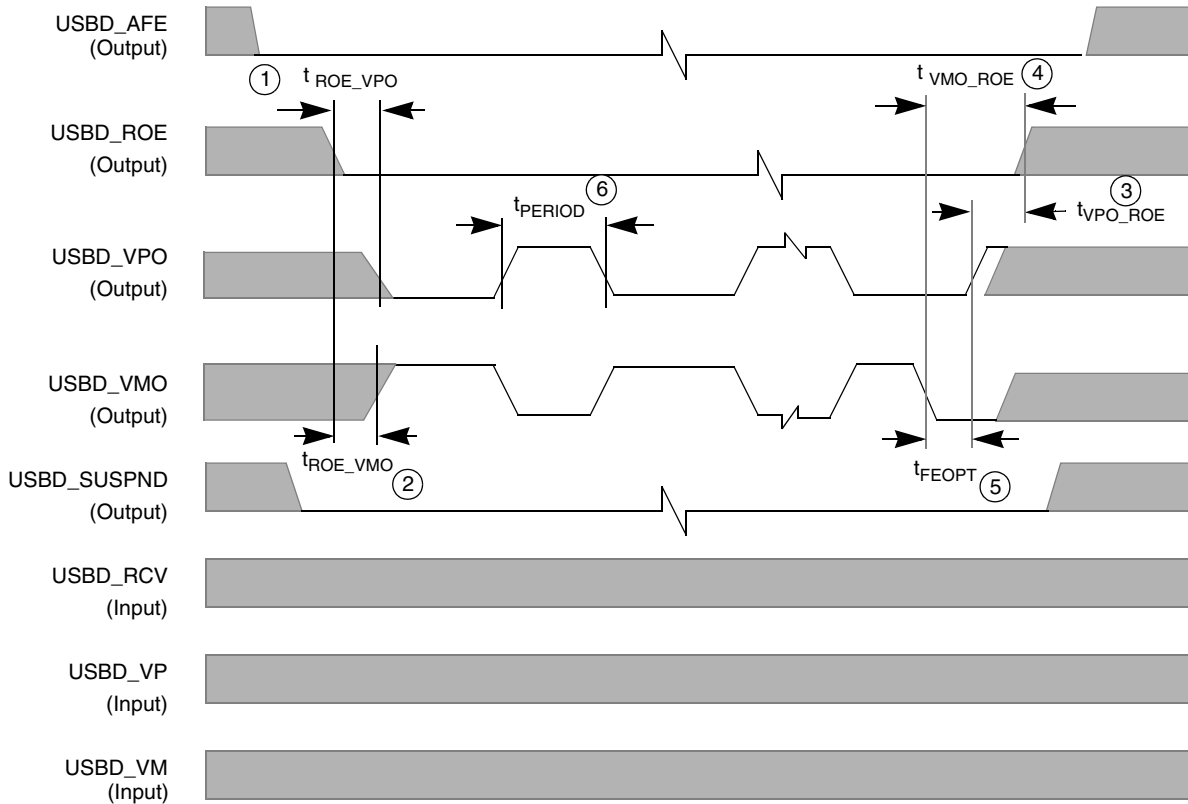 USBD_AFE
(Output)
1
t ROE_VPO
t VMO_ROE
4
USBD_ROE
(Output)
6
tPERIOD
3
tVPO_ROE
USBD_VPO
(Output)
USBD_VMO
(Output)
tROE_VMO
2
tFEOPT
5
USBD_SUSPND
(Output)
USBD_RCV
(Input)
USBD_VP
(Input)
USBD_VM
(Input)